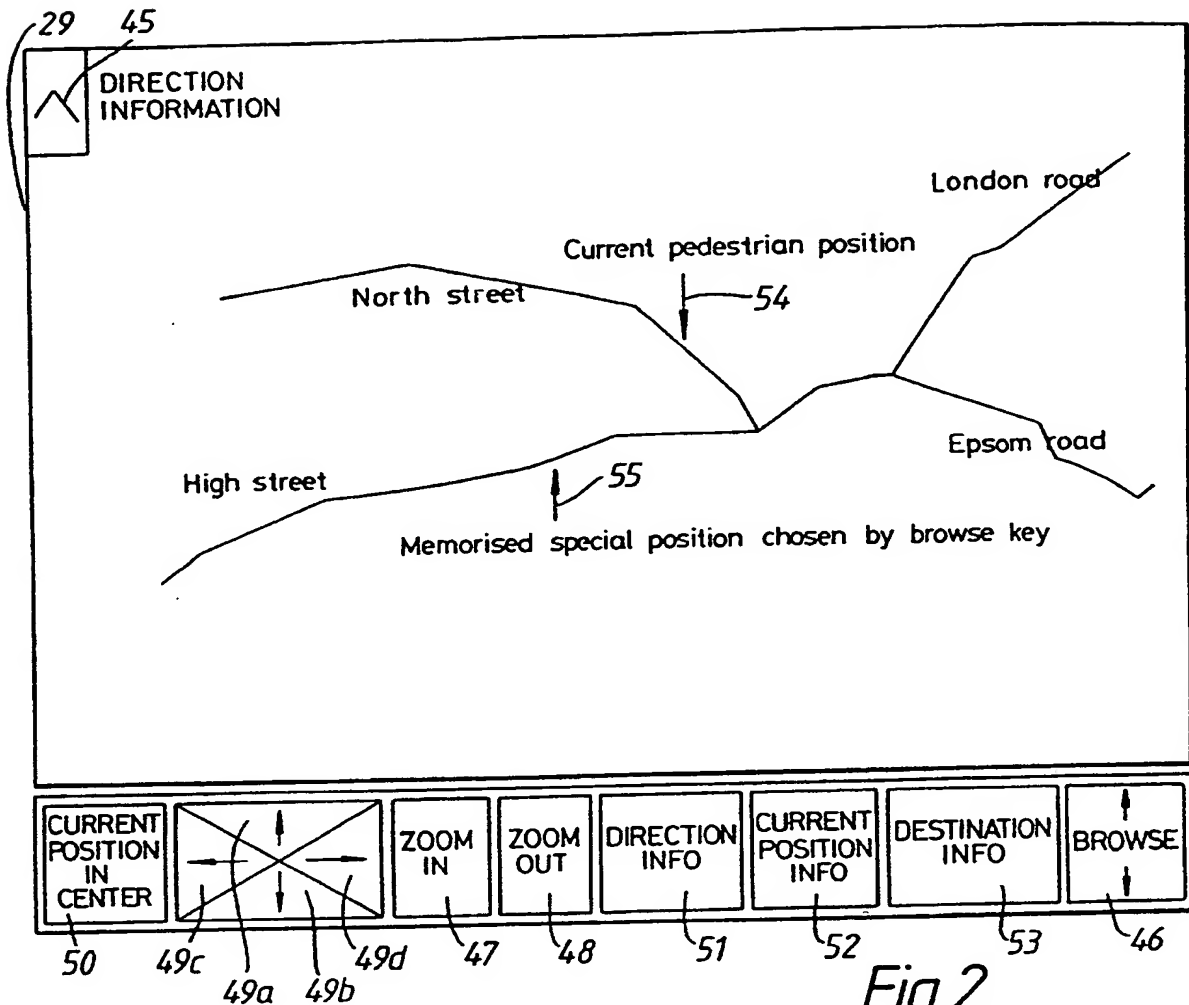 29
45
DIRECTION
INFORMATION
London road
Current pedestrian position
North street
54
Epsom road
High street
55
Memorised special position chosen by browse key
CURRENT
POSITION
IN
CENTER
ZOOM
IN
ZOOM
OUT
DIRECTION
INFO
CURRENT
POSITION
INFO
DESTINATION
INFO
BROWSE
50
49c
49a
49b
49d
47
48
51
52
53
46
Fig.2